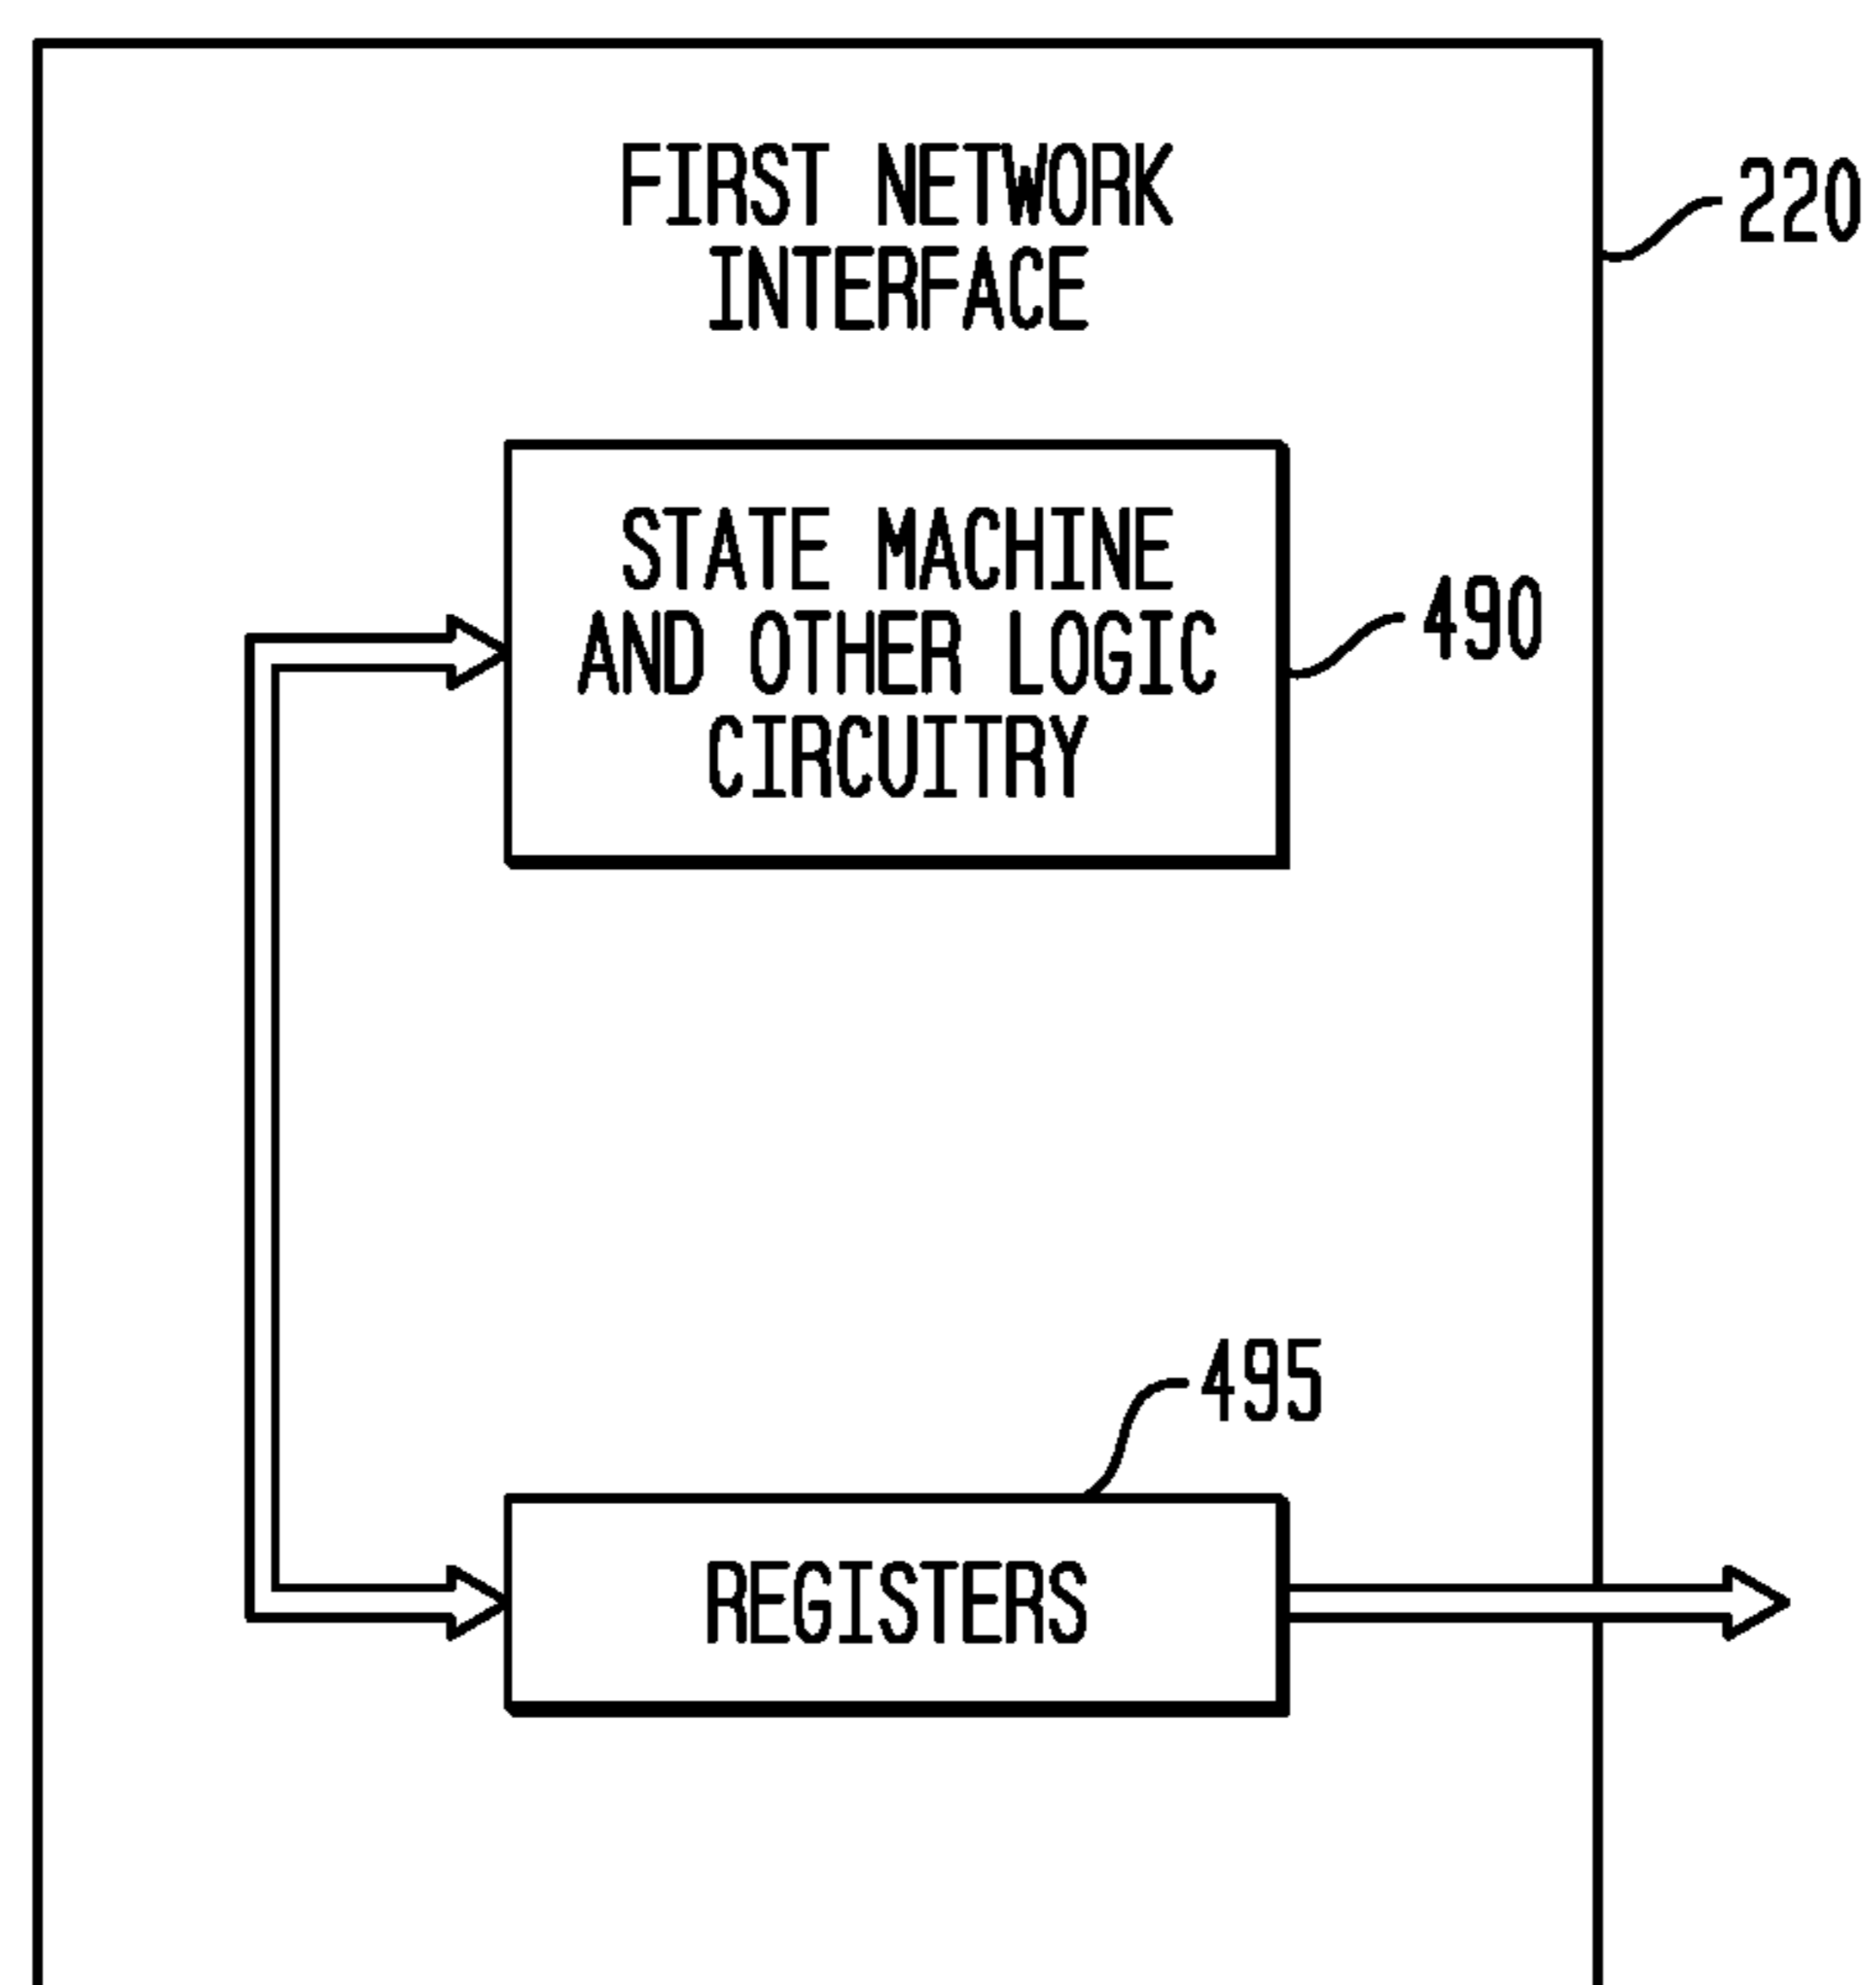 FIRST NETWORK
INTERFACE
220
STATE MACHINE
AND OTHER LOGIC
CIRCUITRY
490
495
REGISTERS